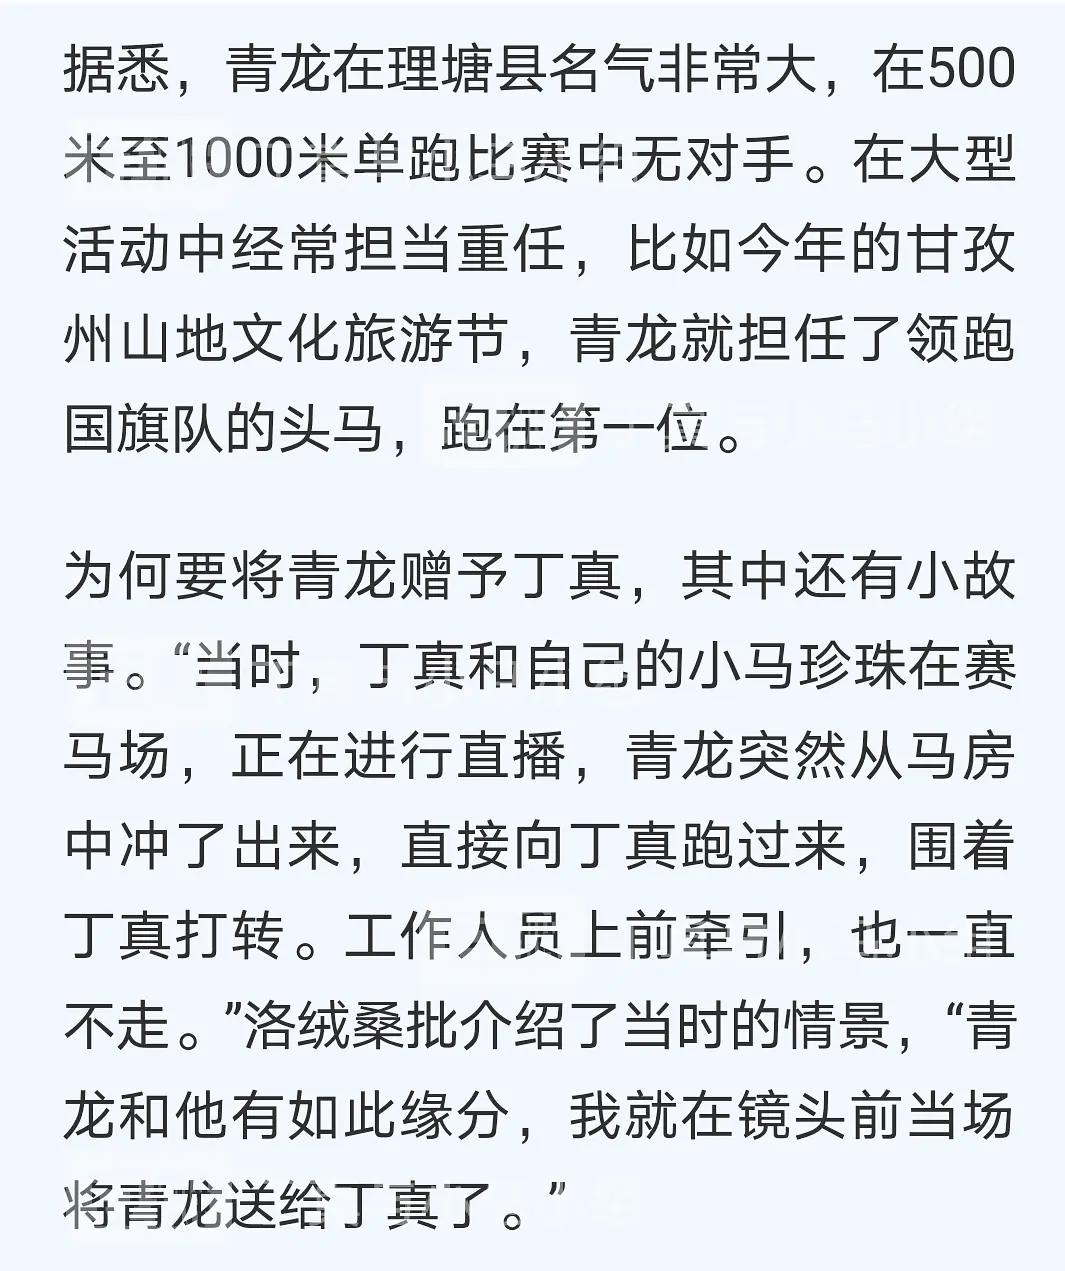 据悉，青龙在理塘县名气非常大，在500
米至1000米单跑比赛中无对手。在大型
活动中经常担当重任，比如今年的甘孜
州山地文化旅游节，青龙就担任了领跑
国旗队的头马，跑在第一位。
为何要将青龙赠予丁真，其中还有小故
事。“当时，丁真和自己的小马珍珠在赛
马场，正在进行直播，青龙突然从马房
中冲了出来，直接向丁真跑过来，围着
丁真打转。工作人员上前牵引，也一直
不走。”洛绒桑批介绍了当时的情景，“青
龙和他有如此缘分，我就在镜头前当场
将青龙送给丁真了。”